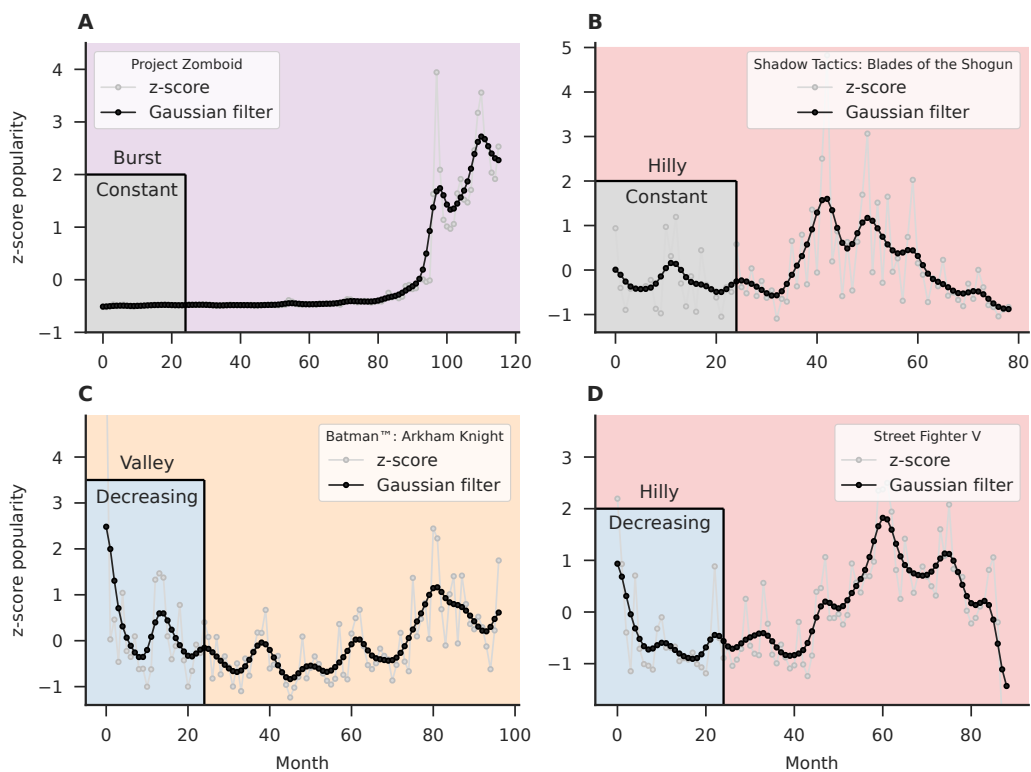 A
z-score popularity
Project Zomboid
z-score
Gaussian filter
Burst
Constant
4
3
2
1
0
−1
0 20 40 60 80 100 120
B
Shadow Tactics: Blades of the Shogun
z-score
Gaussian filter
Hilly
Constant
5
4
3
2
1
0
−1
0 20 40 60 80
C
z-score popularity
Batman™: Arkham Knight
z-score
Gaussian filter
Valley
Decreasing
4
3
2
1
0
−1
0 20 40 60 80 100
Month
D
Street Fighter V
z-score
Gaussian filter
Hilly
Decreasing
3
2
1
0
−1
0 20 40 60 80
Month